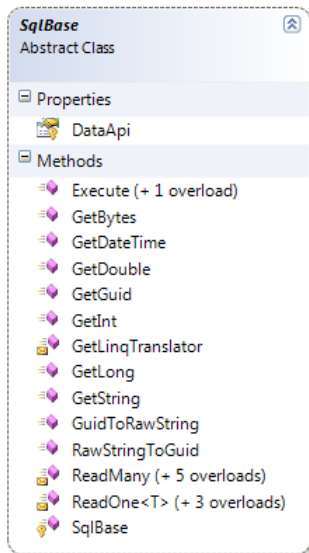 SqlBase
Abstract Class
Properties
DataApi
Methods
Execute (+ 1 overload)
GetBytes
GetDateTime
GetDouble
GetGuid
GetInt
GetLinqTranslator
GetLong
GetString
GuidToRawString
RawStringToGuid
ReadMany (+ 5 overloads)
ReadOne<T> (+ 3 overloads)
SqlBase